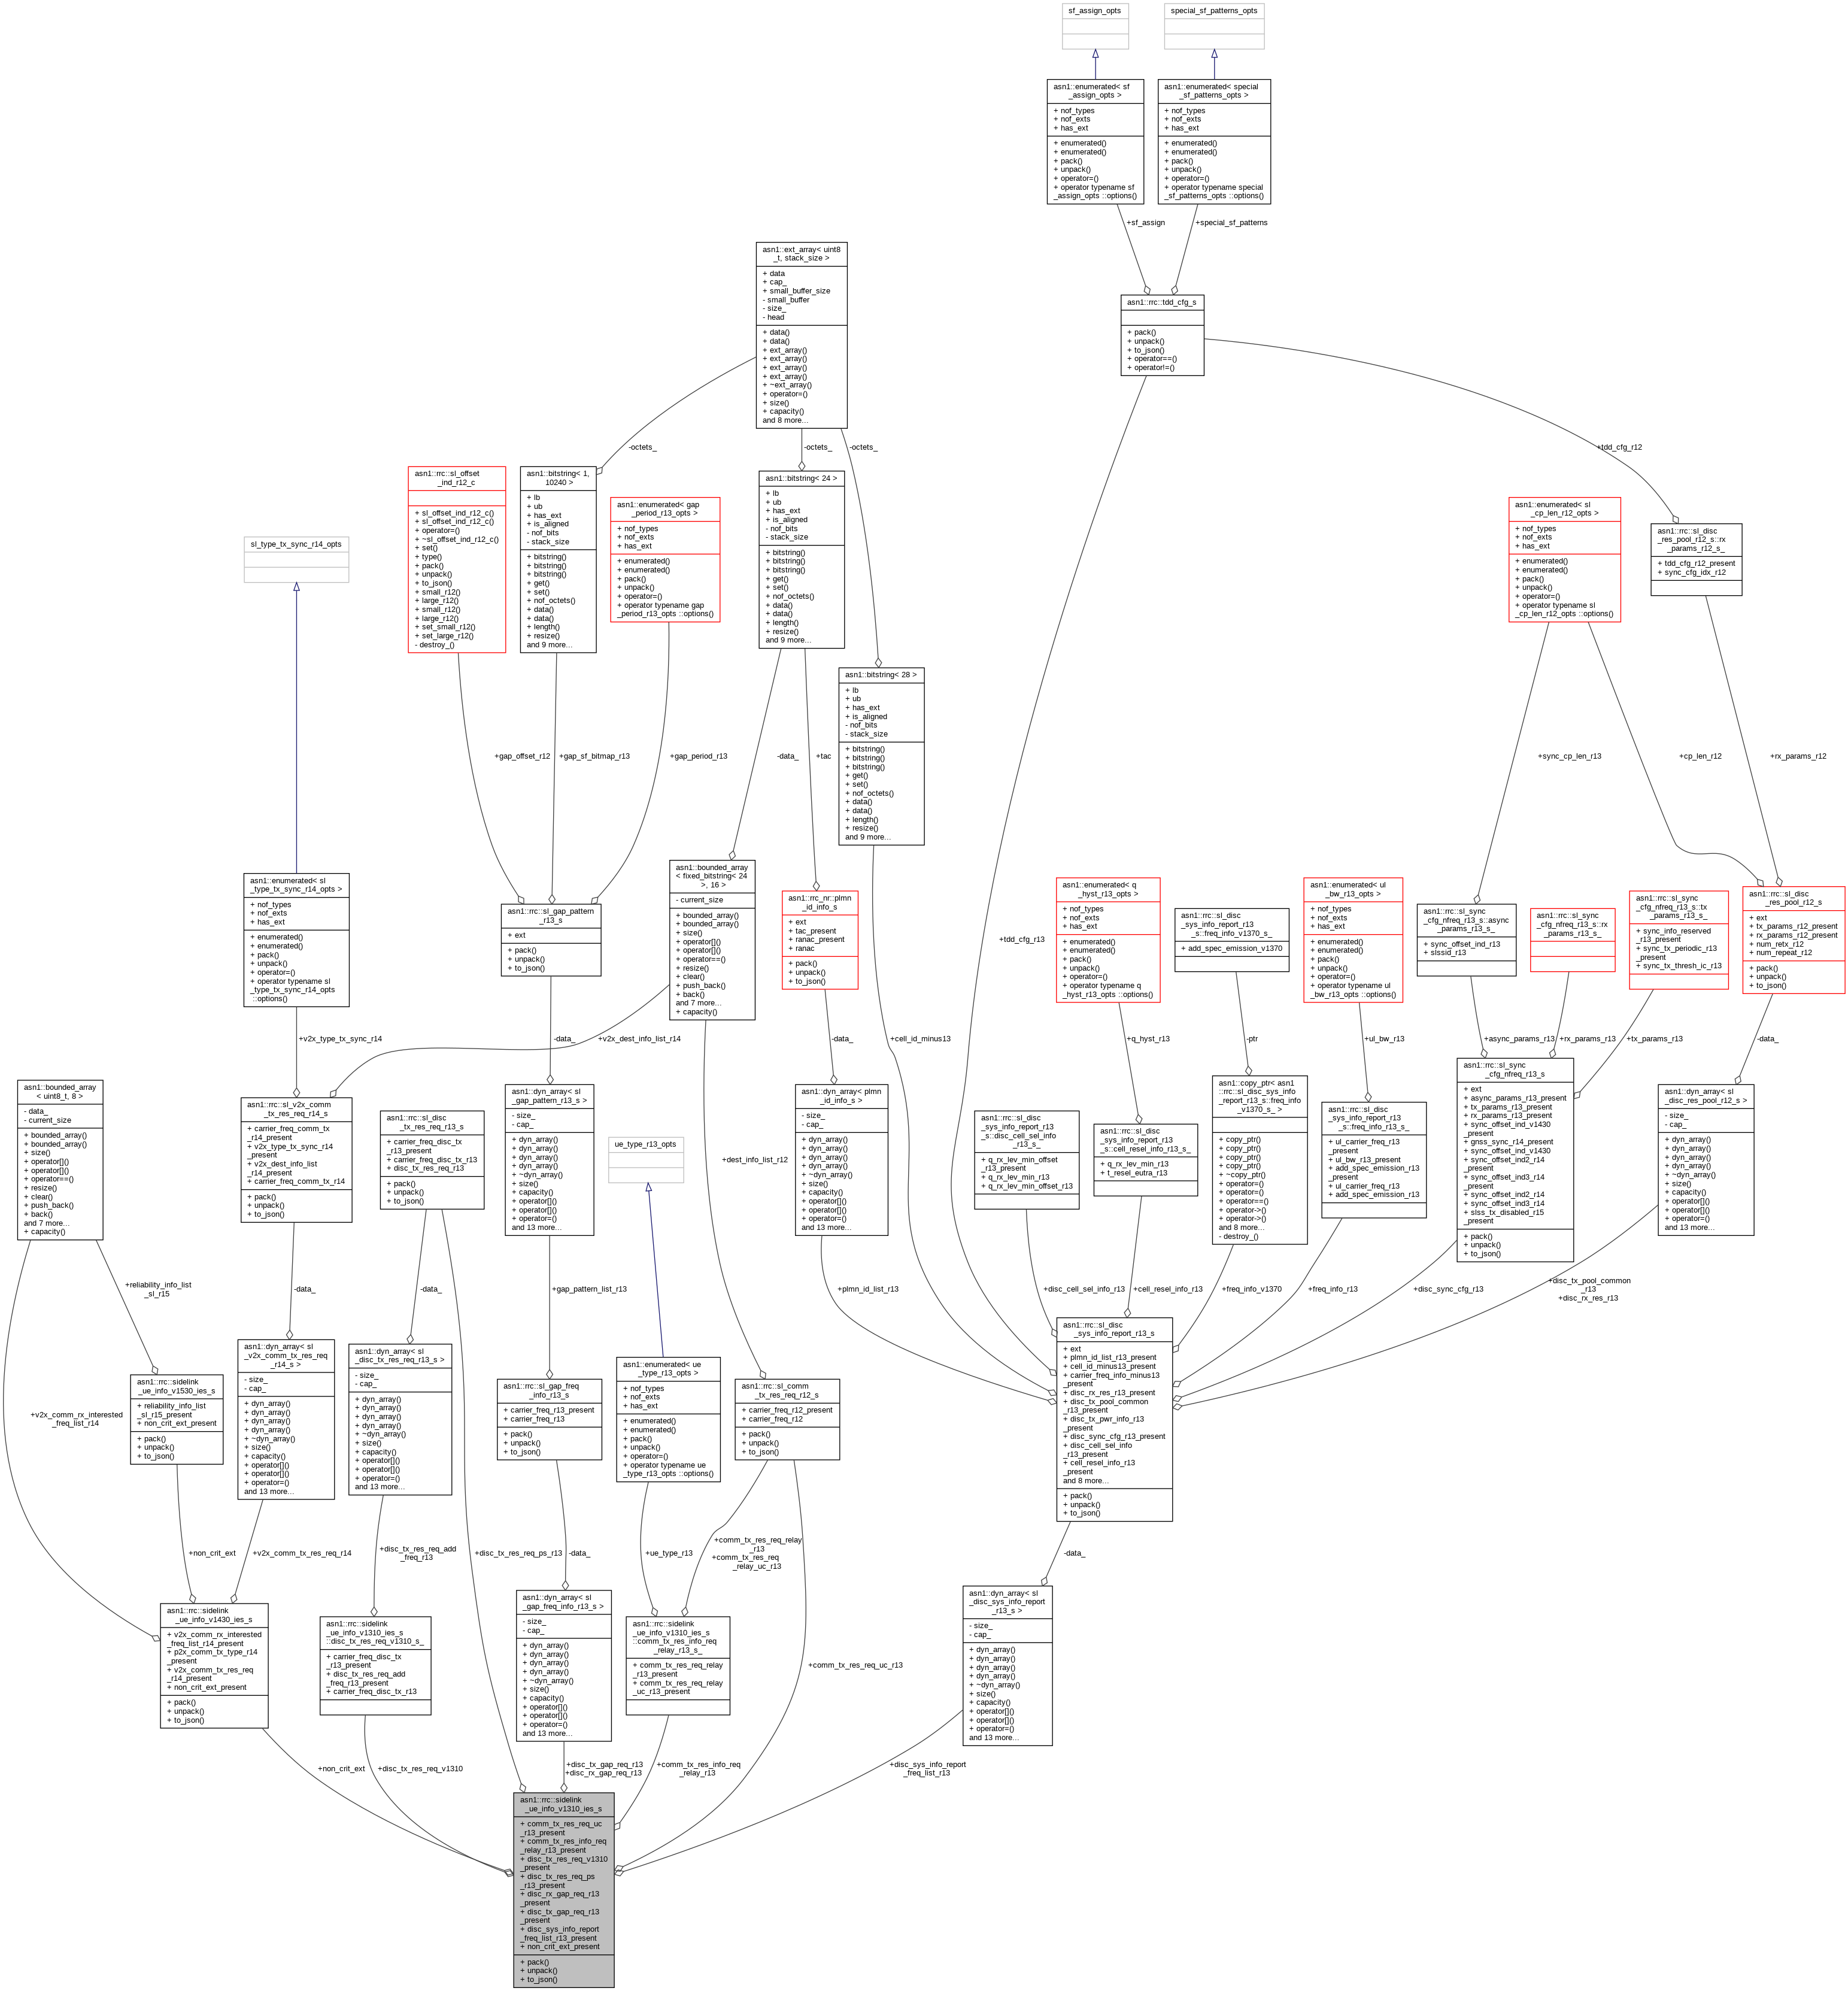 sf_assign_opts
special_sf_patterns_opts
asn1::enumerated< sf
_assign_opts >
+ nof_types
+ nof_exts
+ has_ext
+ enumerated()
+ enumerated()
+ pack()
+ unpack()
+ operator=()
+ operator typename sf
_assign_opts ::options()
asn1::enumerated< special
_sf_patterns_opts >
+ nof_types
+ nof_exts
+ has_ext
+ enumerated()
+ enumerated()
+ pack()
+ unpack()
+ operator=()
+ operator typename special
_sf_patterns_opts ::options()
+sf_assign
+special_sf_patterns
asn1::ext_array< uint8
_t, stack_size >
+ data
+ cap_
+ small_buffer_size
- small_buffer
- size_
- head
+ data()
+ data()
+ ext_array()
+ ext_array()
+ ext_array()
+ ext_array()
+ ~ext_array()
+ operator=()
+ size()
+ capacity()
and 8 more...
asn1::rrc::tdd_cfg_s
+ pack()
+ unpack()
+ to_json()
+ operator==()
+ operator!=()
-octets_
-octets_
-octets_
+tdd_cfg_r12
asn1::rrc::sl_offset
_ind_r12_c
+ sl_offset_ind_r12_c()
+ sl_offset_ind_r12_c()
+ operator=()
+ ~sl_offset_ind_r12_c()
+ set()
+ type()
+ pack()
+ unpack()
+ to_json()
+ small_r12()
+ large_r12()
+ small_r12()
+ large_r12()
+ set_small_r12()
+ set_large_r12()
- destroy_()
asn1::bitstring< 1,
10240 >
+ lb
+ ub
+ has_ext
+ is_aligned
- nof_bits
- stack_size
+ bitstring()
+ bitstring()
+ bitstring()
+ get()
+ set()
+ nof_octets()
+ data()
+ data()
+ length()
+ resize()
and 9 more...
asn1::enumerated< gap
_period_r13_opts >
+ nof_types
+ nof_exts
+ has_ext
+ enumerated()
+ enumerated()
+ pack()
+ unpack()
+ operator=()
+ operator typename gap
_period_r13_opts ::options()
asn1::bitstring< 24 >
+ lb
+ ub
+ has_ext
+ is_aligned
- nof_bits
- stack_size
+ bitstring()
+ bitstring()
+ bitstring()
+ get()
+ set()
+ nof_octets()
+ data()
+ data()
+ length()
+ resize()
and 9 more...
asn1::enumerated< sl
_cp_len_r12_opts >
+ nof_types
+ nof_exts
+ has_ext
+ enumerated()
+ enumerated()
+ pack()
+ unpack()
+ operator=()
+ operator typename sl
_cp_len_r12_opts ::options()
asn1::rrc::sl_disc
_res_pool_r12_s::rx
_params_r12_s_
+ tdd_cfg_r12_present
+ sync_cfg_idx_r12
sl_type_tx_sync_r14_opts
asn1::bitstring< 28 >
+ lb
+ ub
+ has_ext
+ is_aligned
- nof_bits
- stack_size
+ bitstring()
+ bitstring()
+ bitstring()
+ get()
+ set()
+ nof_octets()
+ data()
+ data()
+ length()
+ resize()
and 9 more...
+gap_offset_r12
+gap_sf_bitmap_r13
+gap_period_r13
-data_
+tac
+sync_cp_len_r13
+cp_len_r12
+rx_params_r12
asn1::enumerated< sl
_type_tx_sync_r14_opts >
+ nof_types
+ nof_exts
+ has_ext
+ enumerated()
+ enumerated()
+ pack()
+ unpack()
+ operator=()
+ operator typename sl
_type_tx_sync_r14_opts
::options()
asn1::rrc::sl_gap_pattern
_r13_s
+ ext
+ pack()
+ unpack()
+ to_json()
asn1::bounded_array
< fixed_bitstring< 24
>, 16 >
- current_size
+ bounded_array()
+ bounded_array()
+ size()
+ operator[]()
+ operator[]()
+ operator==()
+ resize()
+ clear()
+ push_back()
+ back()
and 7 more...
+ capacity()
asn1::rrc_nr::plmn
_id_info_s
+ ext
+ tac_present
+ ranac_present
+ ranac
+ pack()
+ unpack()
+ to_json()
+tdd_cfg_r13
asn1::enumerated< q
_hyst_r13_opts >
+ nof_types
+ nof_exts
+ has_ext
+ enumerated()
+ enumerated()
+ pack()
+ unpack()
+ operator=()
+ operator typename q
_hyst_r13_opts ::options()
asn1::rrc::sl_disc
_sys_info_report_r13
_s::freq_info_v1370_s_
+ add_spec_emission_v1370
asn1::enumerated< ul
_bw_r13_opts >
+ nof_types
+ nof_exts
+ has_ext
+ enumerated()
+ enumerated()
+ pack()
+ unpack()
+ operator=()
+ operator typename ul
_bw_r13_opts ::options()
asn1::rrc::sl_sync
_cfg_nfreq_r13_s::async
_params_r13_s_
+ sync_offset_ind_r13
+ slssid_r13
asn1::rrc::sl_sync
_cfg_nfreq_r13_s::rx
_params_r13_s_
asn1::rrc::sl_sync
_cfg_nfreq_r13_s::tx
_params_r13_s_
+ sync_info_reserved
_r13_present
+ sync_tx_periodic_r13
_present
+ sync_tx_thresh_ic_r13
asn1::rrc::sl_disc
_res_pool_r12_s
+ ext
+ tx_params_r12_present
+ rx_params_r12_present
+ num_retx_r12
+ num_repeat_r12
+ pack()
+ unpack()
+ to_json()
+v2x_type_tx_sync_r14
-data_
+v2x_dest_info_list_r14
-data_
+cell_id_minus13
+q_hyst_r13
-ptr
+ul_bw_r13
+async_params_r13
+rx_params_r13
+tx_params_r13
-data_
asn1::bounded_array
< uint8_t, 8 >
- data_
- current_size
+ bounded_array()
+ bounded_array()
+ size()
+ operator[]()
+ operator[]()
+ operator==()
+ resize()
+ clear()
+ push_back()
+ back()
and 7 more...
+ capacity()
asn1::rrc::sl_v2x_comm
_tx_res_req_r14_s
+ carrier_freq_comm_tx
_r14_present
+ v2x_type_tx_sync_r14
_present
+ v2x_dest_info_list
_r14_present
+ carrier_freq_comm_tx_r14
+ pack()
+ unpack()
+ to_json()
asn1::rrc::sl_disc
_tx_res_req_r13_s
+ carrier_freq_disc_tx
_r13_present
+ carrier_freq_disc_tx_r13
+ disc_tx_res_req_r13
+ pack()
+ unpack()
+ to_json()
asn1::dyn_array< sl
_gap_pattern_r13_s >
- size_
- cap_
+ dyn_array()
+ dyn_array()
+ dyn_array()
+ dyn_array()
+ ~dyn_array()
+ size()
+ capacity()
+ operator[]()
+ operator[]()
+ operator=()
and 13 more...
ue_type_r13_opts
+dest_info_list_r12
asn1::dyn_array< plmn
_id_info_s >
- size_
- cap_
+ dyn_array()
+ dyn_array()
+ dyn_array()
+ dyn_array()
+ ~dyn_array()
+ size()
+ capacity()
+ operator[]()
+ operator[]()
+ operator=()
and 13 more...
asn1::rrc::sl_disc
_sys_info_report_r13
_s::disc_cell_sel_info
_r13_s_
+ q_rx_lev_min_offset
_r13_present
+ q_rx_lev_min_r13
+ q_rx_lev_min_offset_r13
asn1::rrc::sl_disc
_sys_info_report_r13
_s::cell_resel_info_r13_s_
+ q_rx_lev_min_r13
+ t_resel_eutra_r13
asn1::copy_ptr< asn1
::rrc::sl_disc_sys_info
_report_r13_s::freq_info
_v1370_s_ >
+ copy_ptr()
+ copy_ptr()
+ copy_ptr()
+ copy_ptr()
+ ~copy_ptr()
+ operator=()
+ operator=()
+ operator==()
+ operator->()
+ operator->()
and 8 more...
- destroy_()
asn1::rrc::sl_disc
_sys_info_report_r13
_s::freq_info_r13_s_
+ ul_carrier_freq_r13
_present
+ ul_bw_r13_present
+ add_spec_emission_r13
_present
+ ul_carrier_freq_r13
+ add_spec_emission_r13
asn1::rrc::sl_sync
_cfg_nfreq_r13_s
+ ext
+ async_params_r13_present
+ tx_params_r13_present
+ rx_params_r13_present
+ sync_offset_ind_v1430
_present
+ gnss_sync_r14_present
+ sync_offset_ind_v1430
+ sync_offset_ind2_r14
_present
+ sync_offset_ind3_r14
_present
+ sync_offset_ind2_r14
+ sync_offset_ind3_r14
+ slss_tx_disabled_r15
_present
+ pack()
+ unpack()
+ to_json()
asn1::dyn_array< sl
_disc_res_pool_r12_s >
- size_
- cap_
+ dyn_array()
+ dyn_array()
+ dyn_array()
+ dyn_array()
+ ~dyn_array()
+ size()
+ capacity()
+ operator[]()
+ operator[]()
+ operator=()
and 13 more...
+reliability_info_list
_sl_r15
-data_
-data_
+gap_pattern_list_r13
+plmn_id_list_r13
+disc_cell_sel_info_r13
+cell_resel_info_r13
+freq_info_v1370
+freq_info_r13
+disc_sync_cfg_r13
+disc_tx_pool_common
_r13
+disc_rx_res_r13
+v2x_comm_rx_interested
_freq_list_r14
asn1::rrc::sidelink
_ue_info_v1530_ies_s
+ reliability_info_list
_sl_r15_present
+ non_crit_ext_present
+ pack()
+ unpack()
+ to_json()
asn1::dyn_array< sl
_v2x_comm_tx_res_req
_r14_s >
- size_
- cap_
+ dyn_array()
+ dyn_array()
+ dyn_array()
+ dyn_array()
+ ~dyn_array()
+ size()
+ capacity()
+ operator[]()
+ operator[]()
+ operator=()
and 13 more...
asn1::dyn_array< sl
_disc_tx_res_req_r13_s >
- size_
- cap_
+ dyn_array()
+ dyn_array()
+ dyn_array()
+ dyn_array()
+ ~dyn_array()
+ size()
+ capacity()
+ operator[]()
+ operator[]()
+ operator=()
and 13 more...
asn1::rrc::sl_gap_freq
_info_r13_s
+ carrier_freq_r13_present
+ carrier_freq_r13
+ pack()
+ unpack()
+ to_json()
asn1::enumerated< ue
_type_r13_opts >
+ nof_types
+ nof_exts
+ has_ext
+ enumerated()
+ enumerated()
+ pack()
+ unpack()
+ operator=()
+ operator typename ue
_type_r13_opts ::options()
asn1::rrc::sl_comm
_tx_res_req_r12_s
+ carrier_freq_r12_present
+ carrier_freq_r12
+ pack()
+ unpack()
+ to_json()
asn1::rrc::sl_disc
_sys_info_report_r13_s
+ ext
+ plmn_id_list_r13_present
+ cell_id_minus13_present
+ carrier_freq_info_minus13
_present
+ disc_rx_res_r13_present
+ disc_tx_pool_common
_r13_present
+ disc_tx_pwr_info_r13
_present
+ disc_sync_cfg_r13_present
+ disc_cell_sel_info
_r13_present
+ cell_resel_info_r13
_present
and 8 more...
+ pack()
+ unpack()
+ to_json()
+non_crit_ext
+v2x_comm_tx_res_req_r14
+disc_tx_res_req_add
_freq_r13
+disc_tx_res_req_ps_r13
-data_
+ue_type_r13
+comm_tx_res_req_relay
_r13
+comm_tx_res_req
_relay_uc_r13
-data_
asn1::rrc::sidelink
_ue_info_v1430_ies_s
+ v2x_comm_rx_interested
_freq_list_r14_present
+ p2x_comm_tx_type_r14
_present
+ v2x_comm_tx_res_req
_r14_present
+ non_crit_ext_present
+ pack()
+ unpack()
+ to_json()
asn1::rrc::sidelink
_ue_info_v1310_ies_s
::disc_tx_res_req_v1310_s_
+ carrier_freq_disc_tx
_r13_present
+ disc_tx_res_req_add
_freq_r13_present
+ carrier_freq_disc_tx_r13
asn1::dyn_array< sl
_gap_freq_info_r13_s >
- size_
- cap_
+ dyn_array()
+ dyn_array()
+ dyn_array()
+ dyn_array()
+ ~dyn_array()
+ size()
+ capacity()
+ operator[]()
+ operator[]()
+ operator=()
and 13 more...
asn1::rrc::sidelink
_ue_info_v1310_ies_s
::comm_tx_res_info_req
_relay_r13_s_
+ comm_tx_res_req_relay
_r13_present
+ comm_tx_res_req_relay
_uc_r13_present
+comm_tx_res_req_uc_r13
asn1::dyn_array< sl
_disc_sys_info_report
_r13_s >
- size_
- cap_
+ dyn_array()
+ dyn_array()
+ dyn_array()
+ dyn_array()
+ ~dyn_array()
+ size()
+ capacity()
+ operator[]()
+ operator[]()
+ operator=()
and 13 more...
+non_crit_ext
+disc_tx_res_req_v1310
+disc_tx_gap_req_r13
+disc_rx_gap_req_r13
+comm_tx_res_info_req
_relay_r13
+disc_sys_info_report
_freq_list_r13
asn1::rrc::sidelink
_ue_info_v1310_ies_s
+ comm_tx_res_req_uc
_r13_present
+ comm_tx_res_info_req
_relay_r13_present
+ disc_tx_res_req_v1310
_present
+ disc_tx_res_req_ps
_r13_present
+ disc_rx_gap_req_r13
_present
+ disc_tx_gap_req_r13
_present
+ disc_sys_info_report
_freq_list_r13_present
+ non_crit_ext_present
+ pack()
+ unpack()
+ to_json()